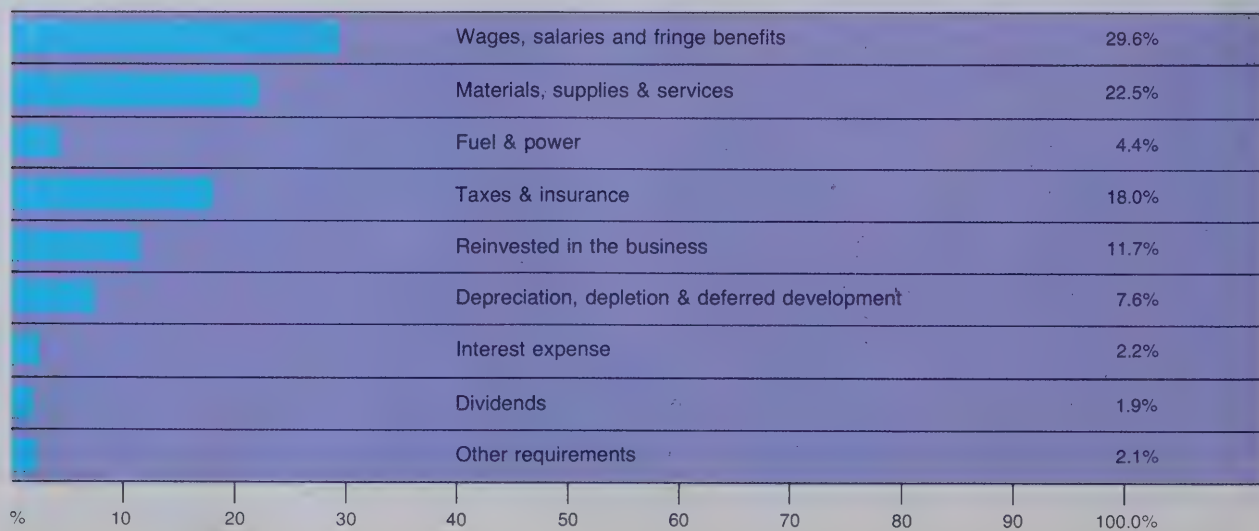 Wages, salaries and fringe benefits 29.6%
Materials, supplies & services 22.5%
Fuel & power 4.4%
Taxes & insurance 18.0%
Reinvested in the business 11.7%
Depreciation, depletion & deferred development 7.6%
Interest expense 2.2%
Dividends 1.9%
Other requirements 2.1%
% 10 20 30 40 50 60 70 80 90 100.0%